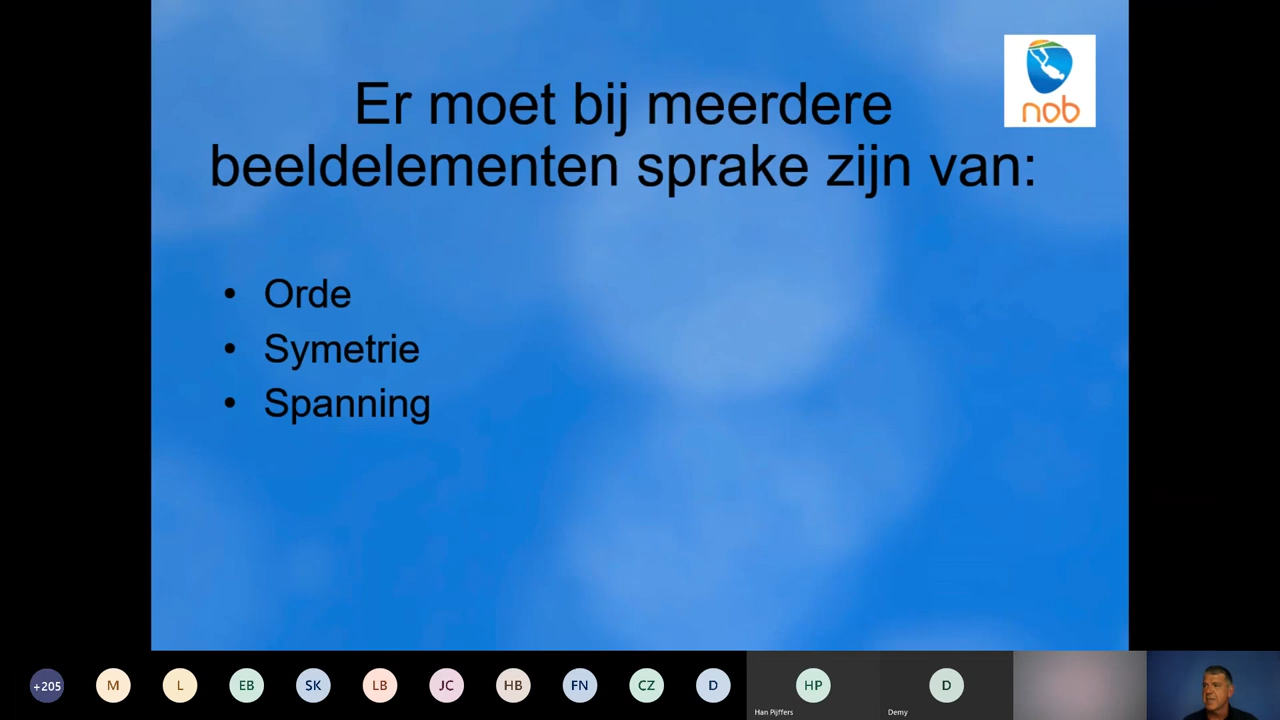 Er moet bij meerdere
beeldelementen sprake zijn van:
nob
• Orde
• Symetrie
• Spanning
+205
M
L
EB
SK
LB
JC
HB
FN
CZ
D
HP
Han Pijffers
D
Demy